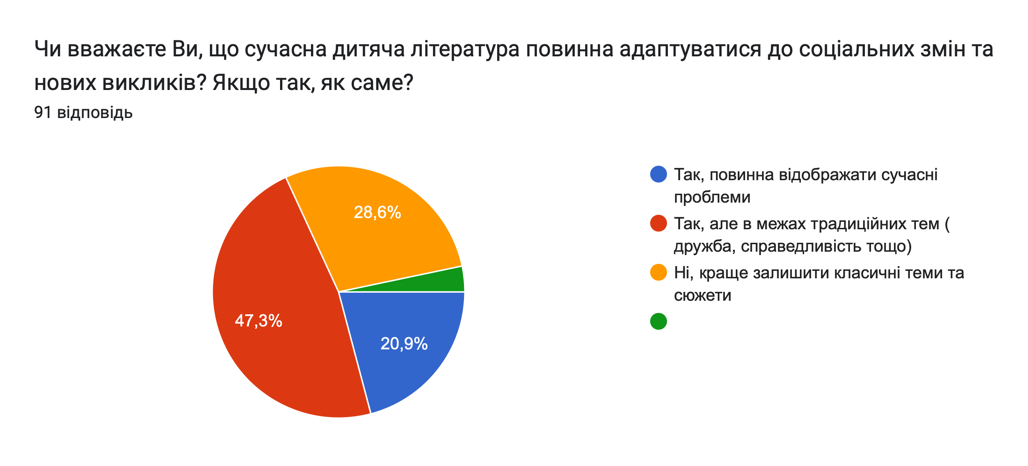 Чи вважаєте Ви, що сучасна дитяча література повинна адаптуватися до соціальних змін та
нових викликів? Якщо так, як саме?
91 відповідь
28,6%
47,3%
20,9%
Так, повинна відображати сучасні
проблеми
Так, але в межах традиційних тем (
дружба, справедливість тощо)
Ні, краще залишити класичні теми та
сюжети